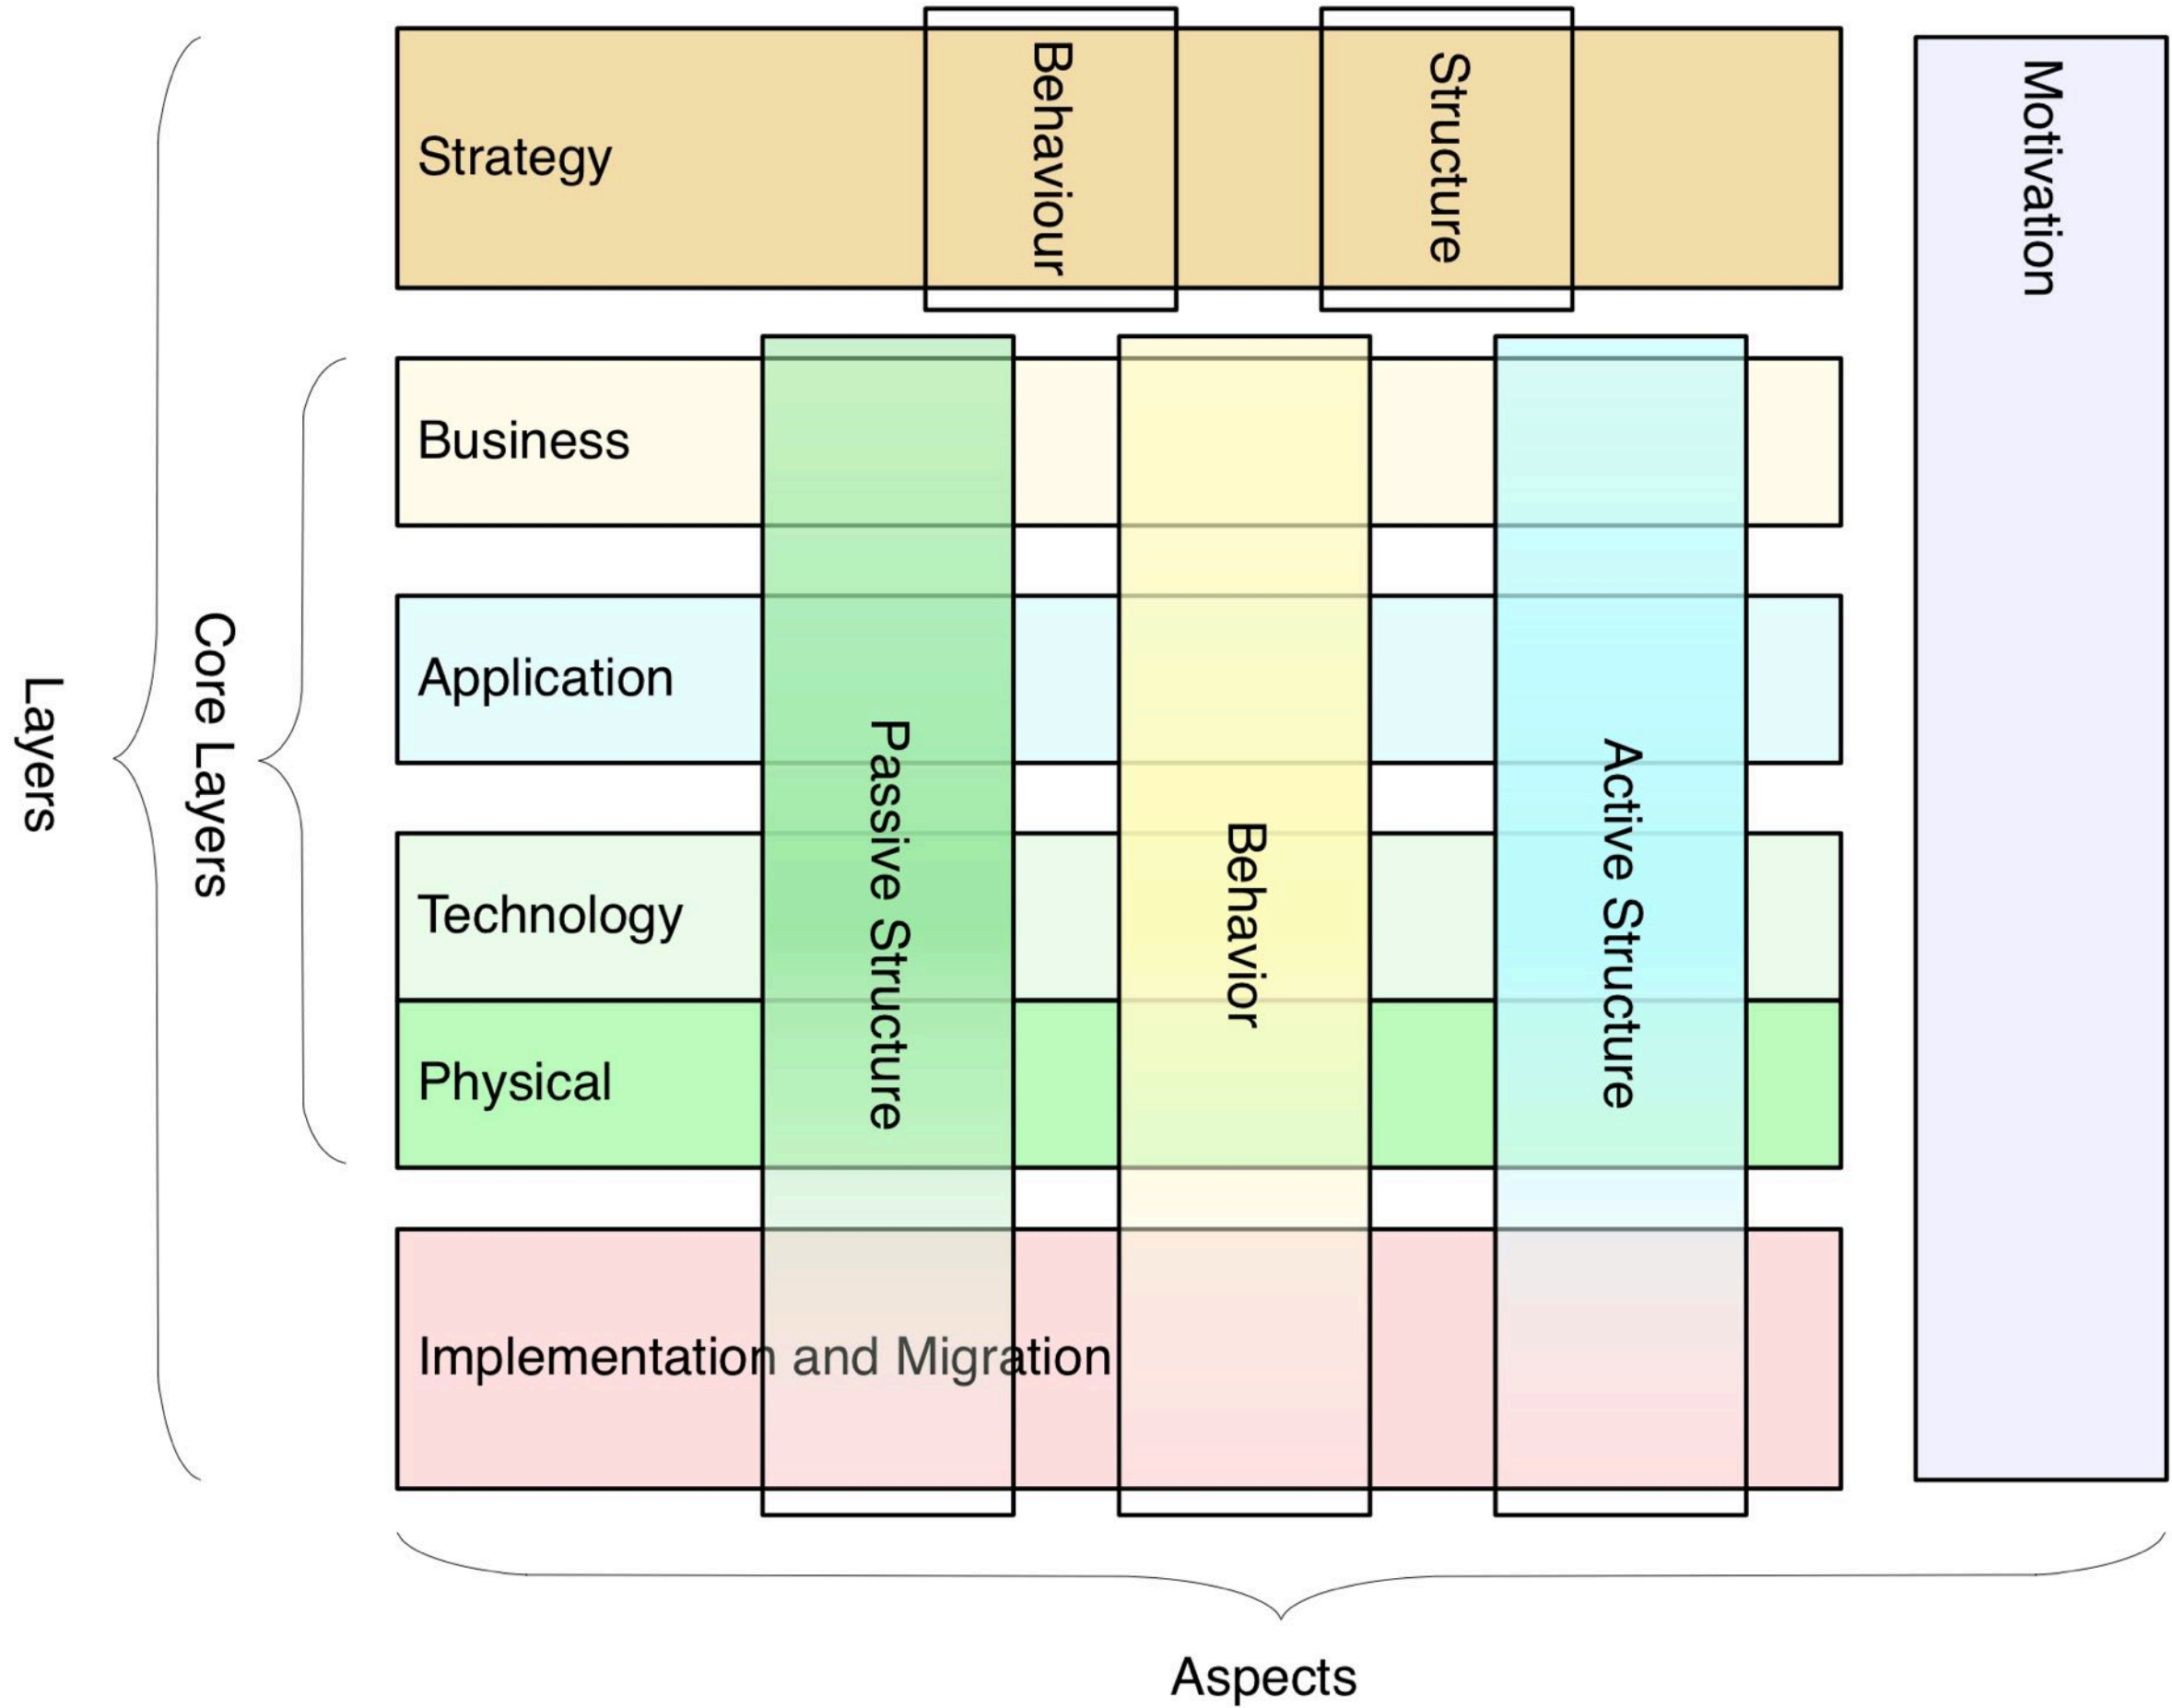 Behaviour
Structure
Motivation
Strategy
Business
Application
Technology
Physical
Implementation and Migration
Passive Structure
Behavior
Active Structure
Layers
Core Layers
Aspects